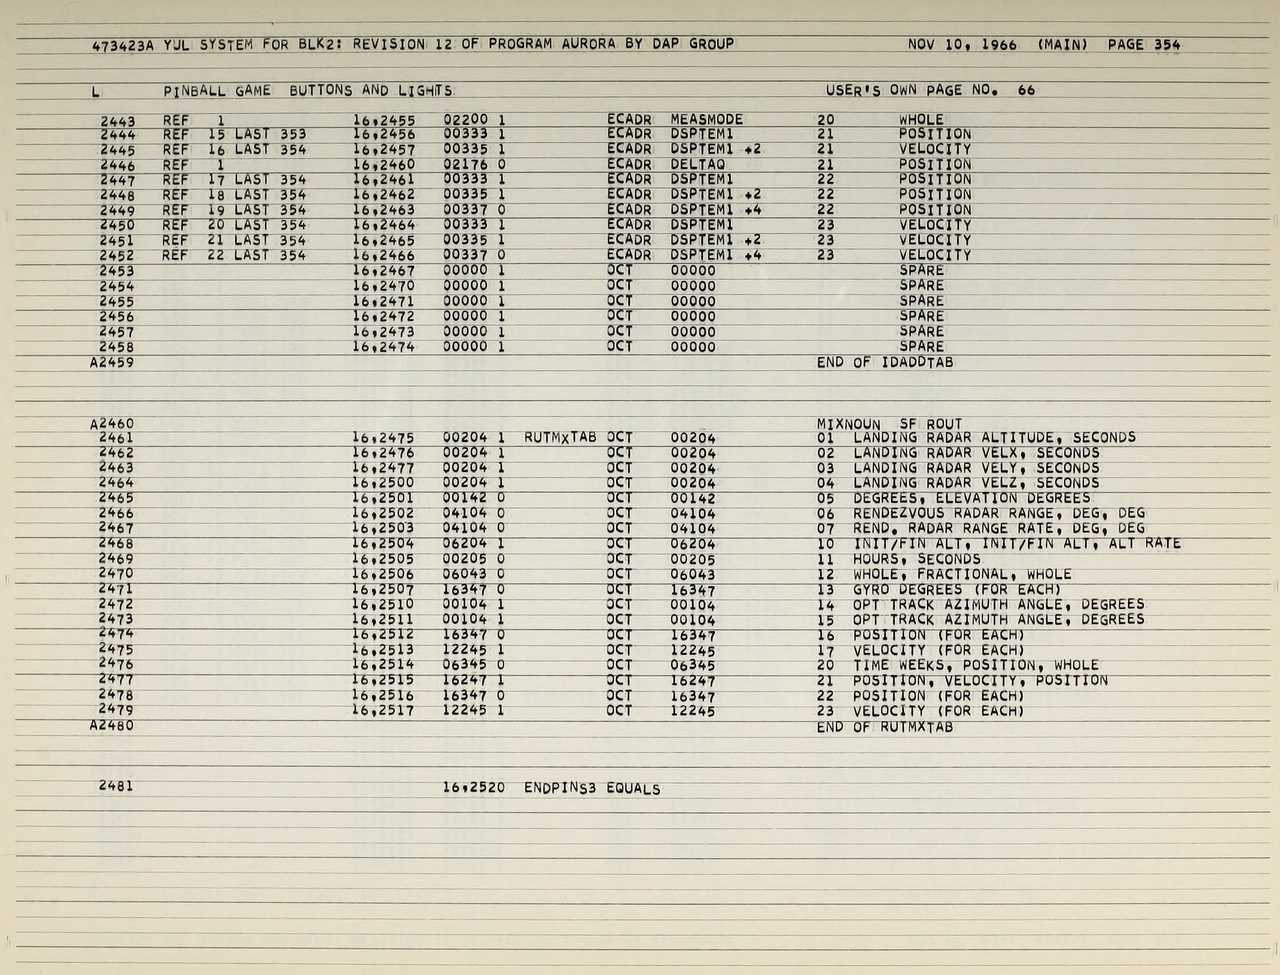 473423A YUL SYSTEM FOR BLK2: REVISION 12 OF PROGRAM AURORA BY DAP GROUP NOV 10, 1966 (MAIN) PAGE 354
L PINBALL GAME BUTTONS AND LIGHTS USER'S OWN PAGE NO. 66
2443 REF 1 16,2455 02200 1 ECADR MEASMODE 20 WHOLE
2444 REF 15 LAST 353 16,2456 00333 1 ECADR DSPTEM1 21 POSITION
2445 REF 16 LAST 354 16,2457 00335 1 ECADR DSPTEM1 +2 21 VELOCITY
2446 REF 1 16,2460 02176 0 ECADR DELTAQ 21 POSITION
2447 REF 17 LAST 354 16,2461 00333 1 ECADR DSPTEM1 22 POSITION
2448 REF 18 LAST 354 16,2462 00335 1 ECADR DSPTEM1 +2 22 POSITION
2449 REF 19 LAST 354 16,2463 00337 0 ECADR DSPTEM1 +4 22 POSITION
2450 REF 20 LAST 354 16,2464 00333 1 ECADR DSPTEM1 23 VELOCITY
2451 REF 21 LAST 354 16,2465 00335 1 ECADR DSPTEM1 +2 23 VELOCITY
2452 REF 22 LAST 354 16,2466 00337 0 ECADR DSPTEM1 +4 23 VELOCITY
2453 16,2467 00000 1 OCT 00000 SPARE
2454 16,2470 00000 1 OCT 00000 SPARE
2455 16,2471 00000 1 OCT 00000 SPARE
2456 16,2472 00000 1 OCT 00000 SPARE
2457 16,2473 00000 1 OCT 00000 SPARE
2458 16,2474 00000 1 OCT 00000 SPARE
A2459 END OF IDADDTAB
A2460 MIXNOUN SF ROUT
2461 16,2475 00204 1 RUTMXTAB OCT 00204 01 LANDING RADAR ALTITUDE, SECONDS
2462 16,2476 00204 1 OCT 00204 02 LANDING RADAR VELX, SECONDS
2463 16,2477 00204 1 OCT 00204 03 LANDING RADAR VELY, SECONDS
2464 16,2500 00204 1 OCT 00204 04 LANDING RADAR VELZ, SECONDS
2465 16,2501 00142 0 OCT 00142 05 DEGREES, ELEVATION DEGREES
2466 16,2502 04104 0 OCT 04104 06 RENDEZVOUS RADAR RANGE, DEG, DEG
2467 16,2503 04104 0 OCT 04104 07 REND. RADAR RANGE RATE, DEG, DEG
2468 16,2504 06204 1 OCT 06204 10 INIT/FIN ALT, INIT/FIN ALT, ALT RATE
2469 16,2505 00205 0 OCT 00205 11 HOURS, SECONDS
2470 16,2506 06043 0 OCT 06043 12 WHOLE, FRACTIONAL, WHOLE
2471 16,2507 16347 0 OCT 16347 13 GYRO DEGREES (FOR EACH)
2472 16,2510 00104 1 OCT 00104 14 OPT TRACK AZIMUTH ANGLE, DEGREES
2473 16,2511 00104 1 OCT 00104 15 OPT TRACK AZIMUTH ANGLE, DEGREES
2474 16,2512 16347 0 OCT 16347 16 POSITION (FOR EACH)
2475 16,2513 12245 1 OCT 12245 17 VELOCITY (FOR EACH)
2476 16,2514 06345 0 OCT 06345 20 TIME WEEKS, POSITION, WHOLE
2477 16,2515 16247 1 OCT 16247 21 POSITION, VELOCITY, POSITION
2478 16,2516 16347 0 OCT 16347 22 POSITION (FOR EACH)
2479 16,2517 12245 1 OCT 12245 23 VELOCITY (FOR EACH)
A2480 END OF RUTMXTAB
2481 16,2520 ENDPINS3 EQUALS